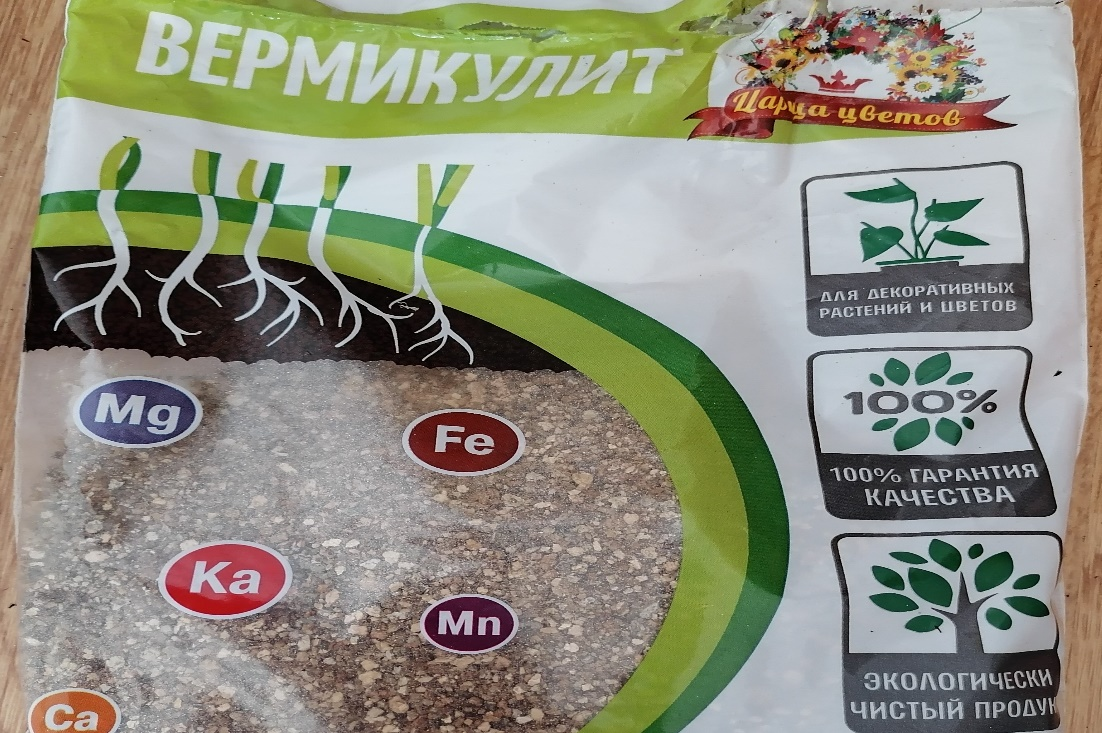 ВЕРМИКУЛИТ
Царица цветов
ДЛЯ ДЕКОРАТИВНЫХ
РАСТЕНИЙ И ЦВЕТОВ
Mg
Fe
100%
100% ГАРАНТИЯ
КАЧЕСТВА
Ka
Mn
ЭКОЛОГИЧЕСКИ
ЧИСТЫЙ ПРОДУК
Ca